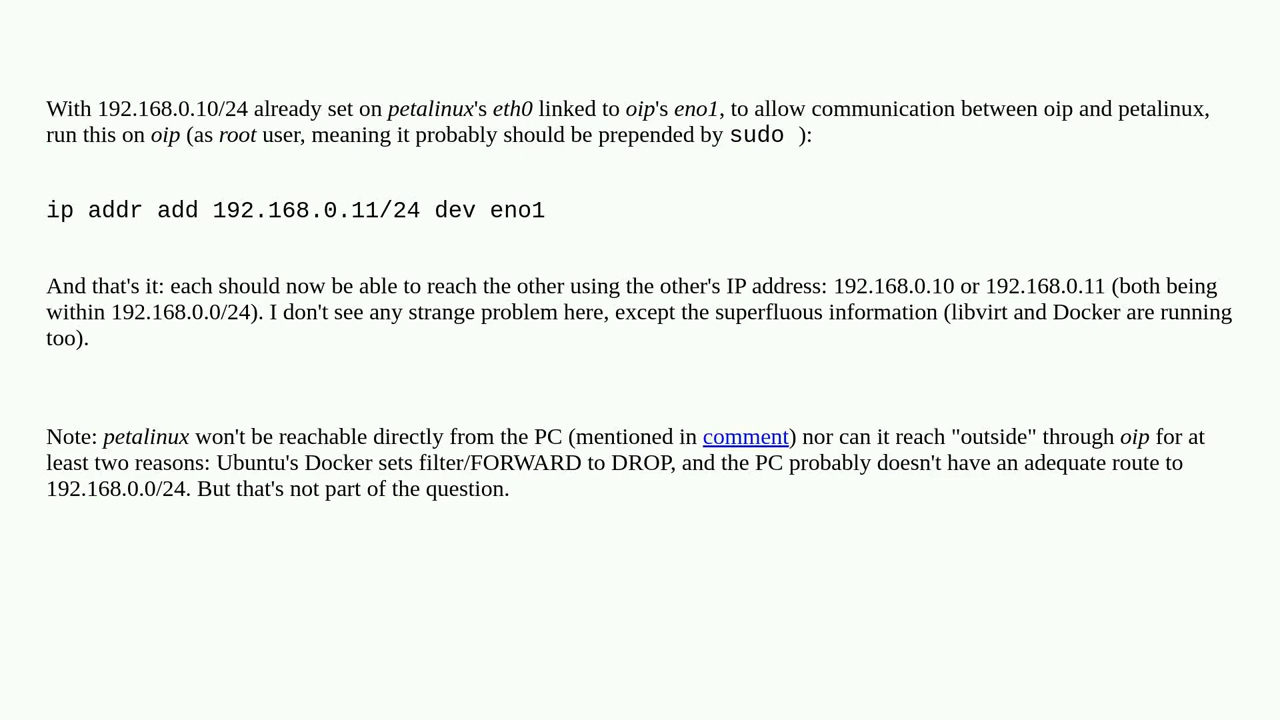 With 192.168.0.10/24 already set on petalinux's eth0 linked to oip's eno1, to allow communication between oip and petalinux,
run this on oip (as root user, meaning it probably should be prepended by sudo ):
ip addr add 192.168.0.11/24 dev eno1
And that's it: each should now be able to reach the other using the other's IP address: 192.168.0.10 or 192.168.0.11 (both being
within 192.168.0.0/24). I don't see any strange problem here, except the superfluous information (libvirt and Docker are running
too).
Note: petalinux won't be reachable directly from the PC (mentioned in comment) nor can it reach "outside" through oip for at
least two reasons: Ubuntu's Docker sets filter/FORWARD to DROP, and the PC probably doesn't have an adequate route to
192.168.0.0/24. But that's not part of the question.